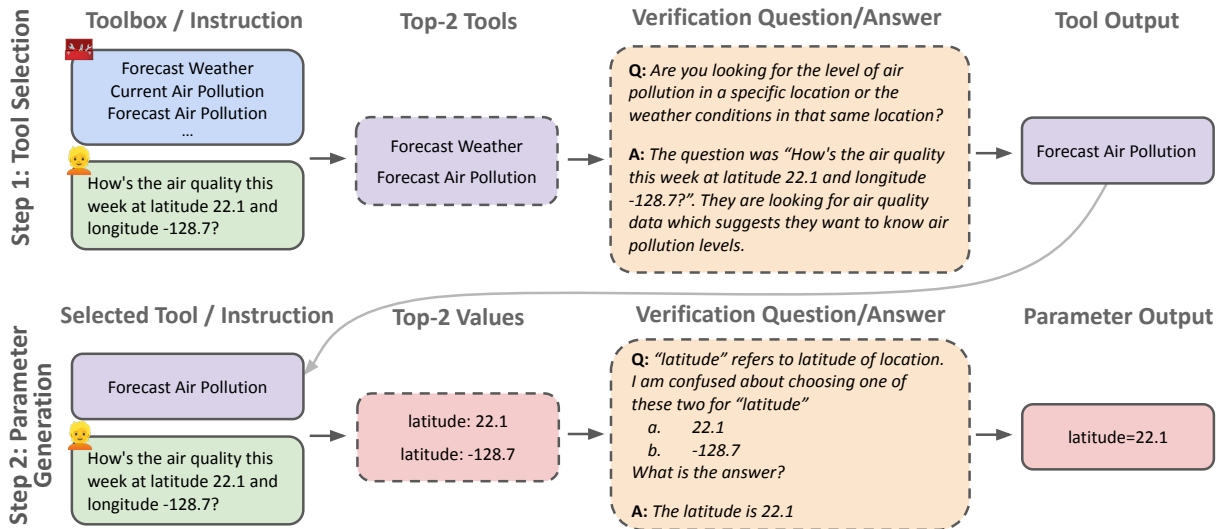 Toolbox / Instruction
Top-2 Tools
Verification Question/Answer
Tool Output
Step 1: Tool Selection
Forecast Weather
Current Air Pollution
Forecast Air Pollution
...
How's the air quality this
week at latitude 22.1 and
longitude -128.7?
Forecast Weather
Forecast Air Pollution
Q: Are you looking for the level of air
pollution in a specific location or the
weather conditions in that same location?
A: The question was “How's the air quality
this week at latitude 22.1 and longitude
-128.7?”. They are looking for air quality
data which suggests they want to know air
pollution levels.
Forecast Air Pollution
Selected Tool / Instruction
Top-2 Values
Verification Question/Answer
Parameter Output
Step 2: Parameter
Generation
Forecast Air Pollution
How's the air quality this
week at latitude 22.1 and
longitude -128.7?
latitude: 22.1
latitude: -128.7
Q: “latitude” refers to latitude of location.
I am confused about choosing one of
these two for “latitude”
a. 22.1
b. -128.7
What is the answer?
A: The latitude is 22.1
latitude=22.1